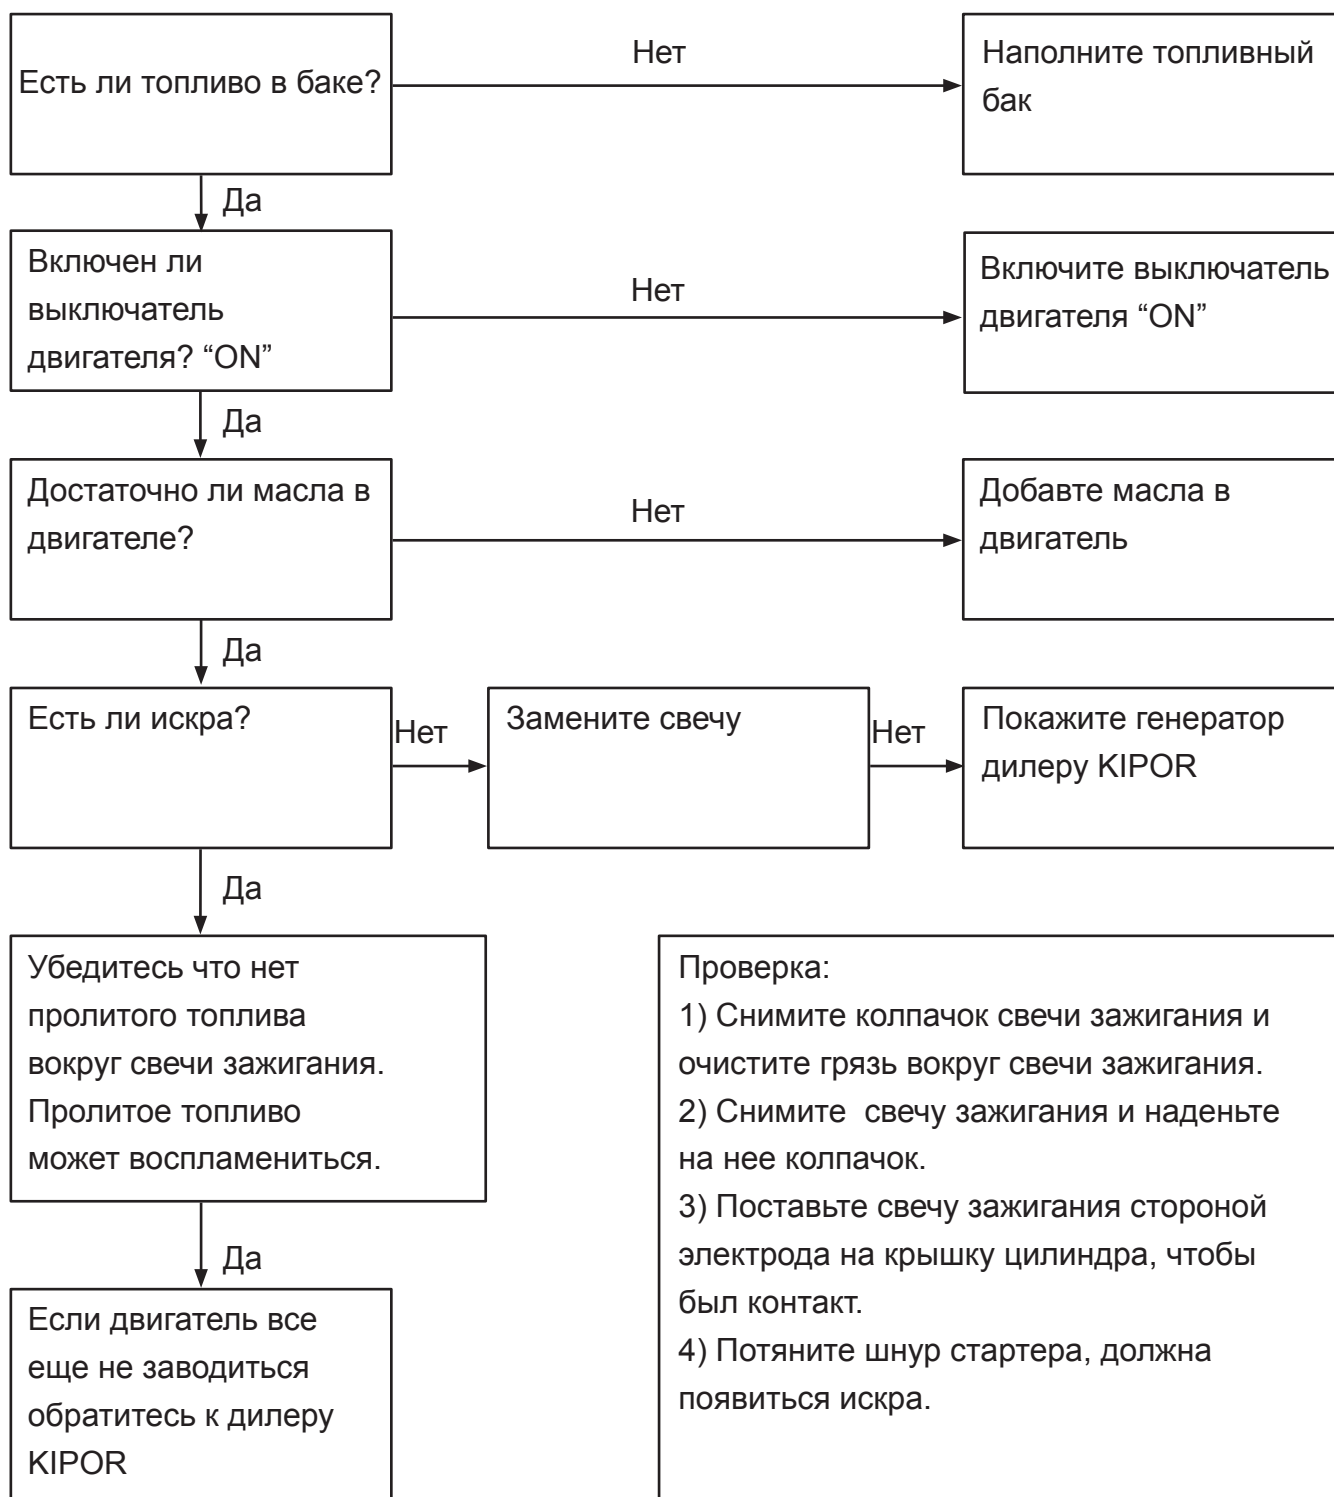 Есть ли топливо в баке?
Нет
Наполните топливный
бак
Да
Включен ли
выключатель
двигателя? “ON”
Нет
Включите выключатель
двигателя “ON”
Да
Достаточно ли масла в
двигателе?
Нет
Добавте масла в
двигатель
Да
Есть ли искра?
Нет
Замените свечу
Нет
Покажите генератор
дилеру KIPOR
Да
Убедитесь что нет
пролитого топлива
вокруг свечи зажигания.
Пролитое топливо
может воспламениться.
Да
Если двигатель все
еще не заводиться
обратитесь к дилеру
KIPOR
Проверка:
1) Снимите колпачок свечи зажигания и
очистите грязь вокруг свечи зажигания.
2) Снимите  свечу зажигания и наденьте
на нее колпачок.
3) Поставьте свечу зажигания стороной
электрода на крышку цилиндра, чтобы
был контакт.
4) Потяните шнур стартера, должна
появиться искра.